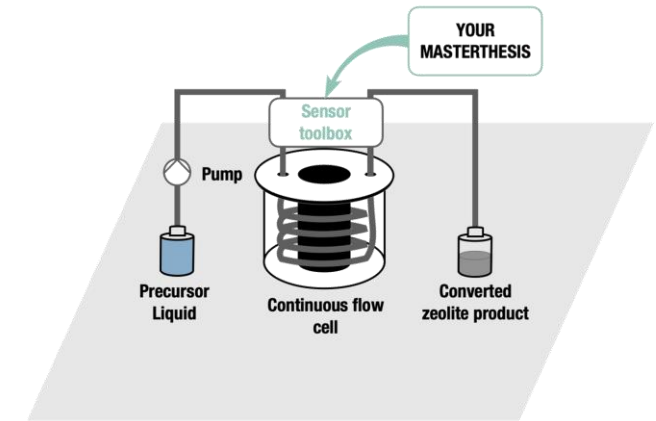 YOUR
MASTERTHESIS
Sensor
toolbox
Pump
Precursor
Liquid
Continuous flow
cell
Converted
zeolite product